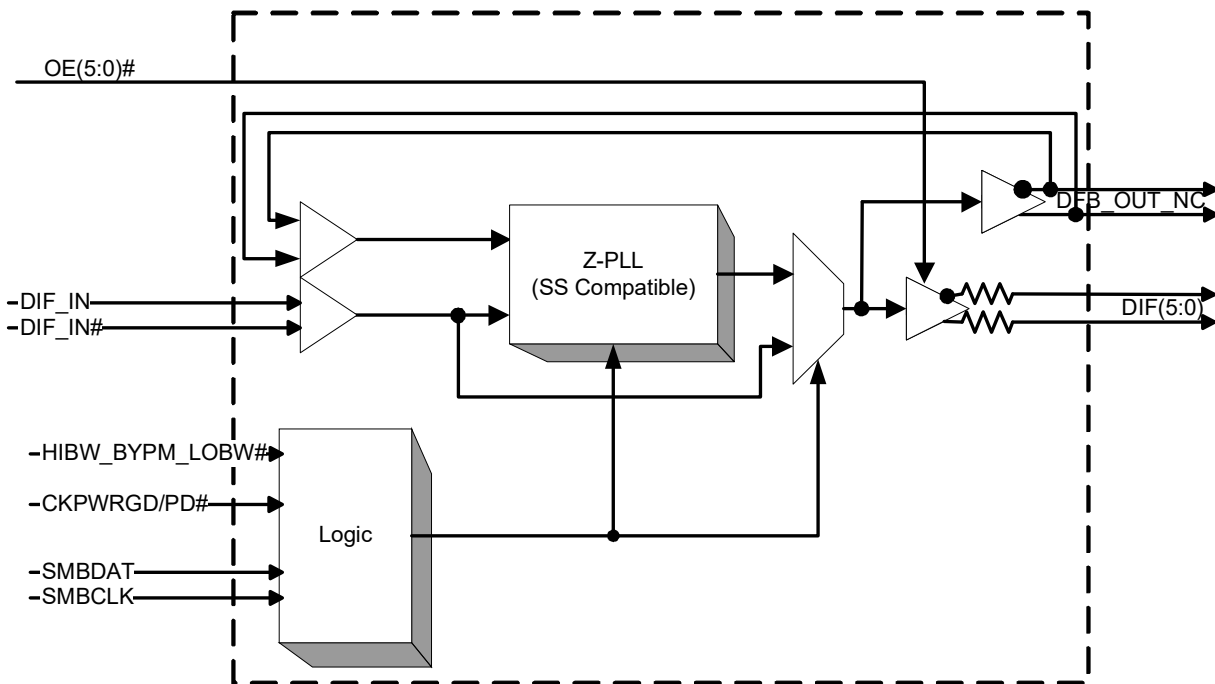 OE(5:0)#
DFB_OUT_NC
Z-PLL
(SS Compatible)
DIF_IN
DIF_IN#
DIF(5:0)
HIBW_BYPM_LOBW#
CKPWRGD/PD#
Logic
SMBDAT
SMBCLK